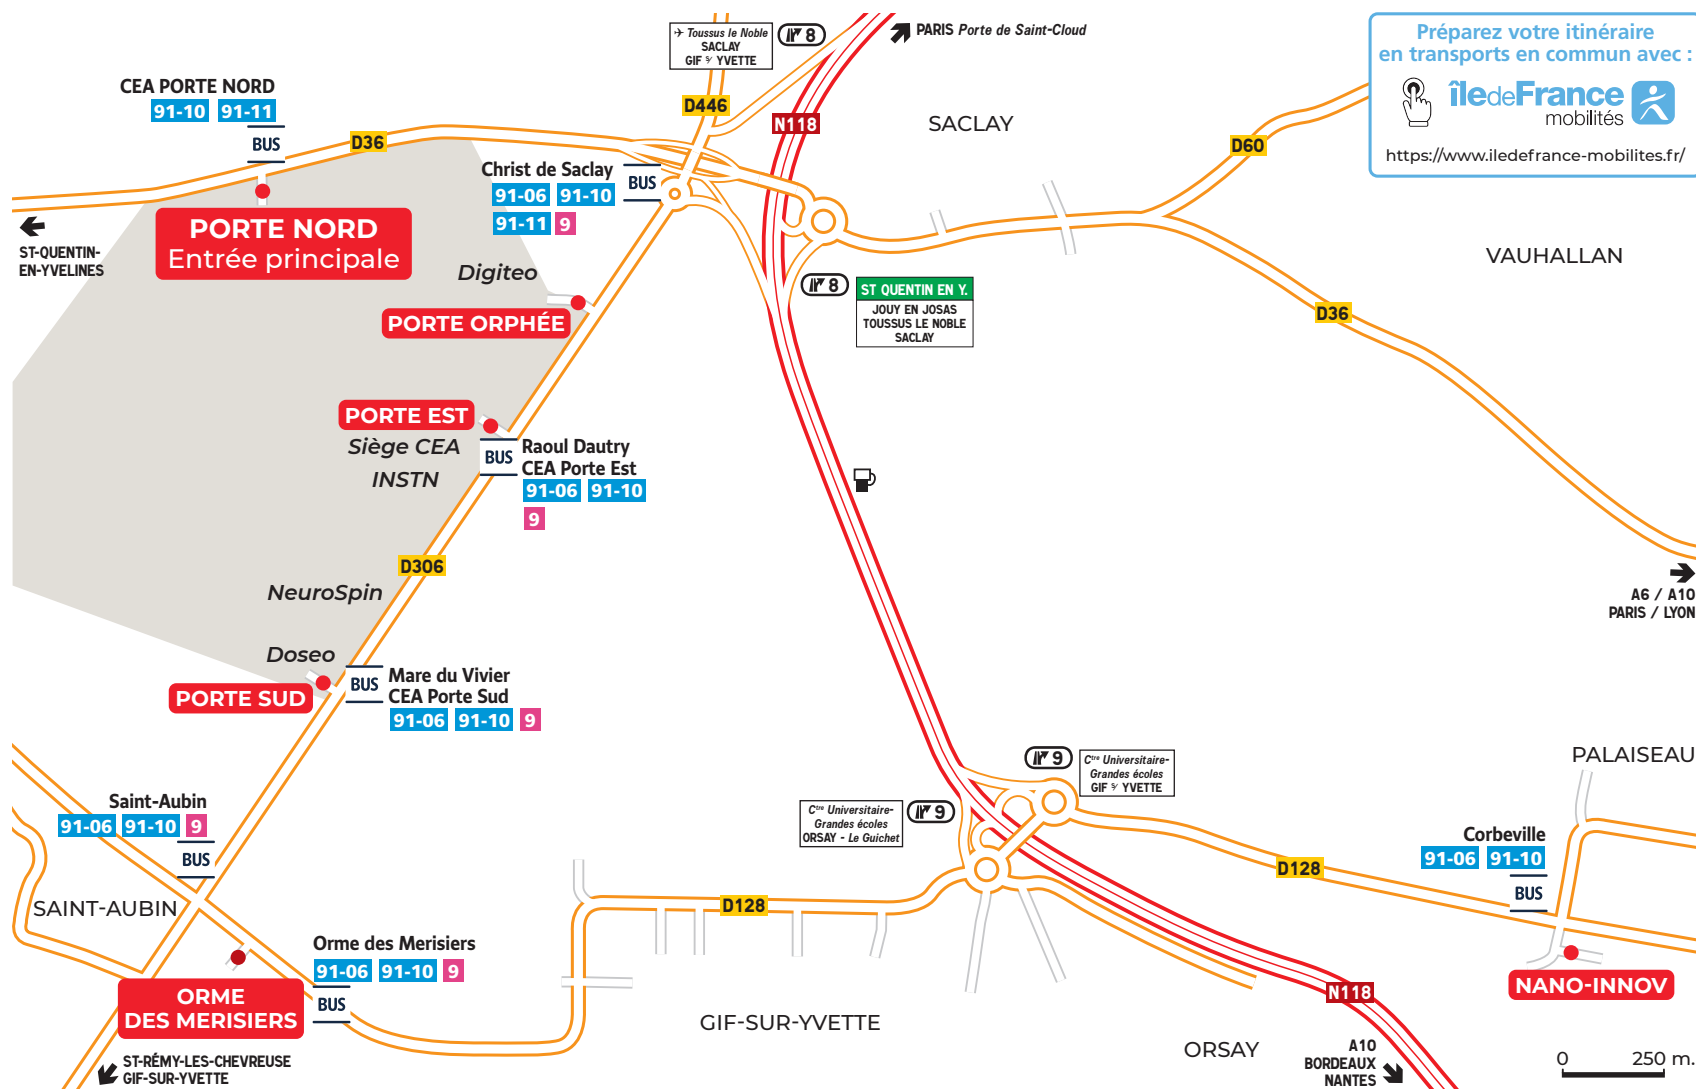 ✈ Toussus le Noble
SACLAY
GIF S/ YVETTE
8
PARIS Porte de Saint-Cloud
Préparez votre itinéraire
en transports en commun avec :
îledeFrance
mobilités
https://www.iledefrance-mobilites.fr/
CEA PORTE NORD
91-10 91-11
BUS
D36
D446
N118
SACLAY
D60
Christ de Saclay
91-06 91-10
91-11 9
BUS
PORTE NORD
Entrée principale
ST-QUENTIN-
EN-YVELINES
Digiteo
PORTE ORPHÉE
8
ST QUENTIN EN Y.
JOUY EN JOSAS
TOUSSUS LE NOBLE
SACLAY
VAUHALLAN
D36
PORTE EST
Siège CEA
INSTN
BUS
Raoul Dautry
CEA Porte Est
91-06 91-10
9
D306
NeuroSpin
A6 / A10
PARIS / LYON
Doseo
PORTE SUD
BUS
Mare du Vivier
CEA Porte Sud
91-06 91-10 9
9
Ctre Universitaire-
Grandes écoles
GIF S/ YVETTE
PALAISEAU
Saint-Aubin
91-06 91-10 9
BUS
Ctre Universitaire-
Grandes écoles
ORSAY - Le Guichet
9
Corbeville
91-06 91-10
BUS
D128
D128
SAINT-AUBIN
Orme des Merisiers
91-06 91-10 9
BUS
ORME
DES MERISIERS
NANO-INNOV
N118
GIF-SUR-YVETTE
ORSAY
A10
BORDEAUX
NANTES
ST-RÉMY-LES-CHEVREUSE
GIF-SUR-YVETTE
0 250 m.